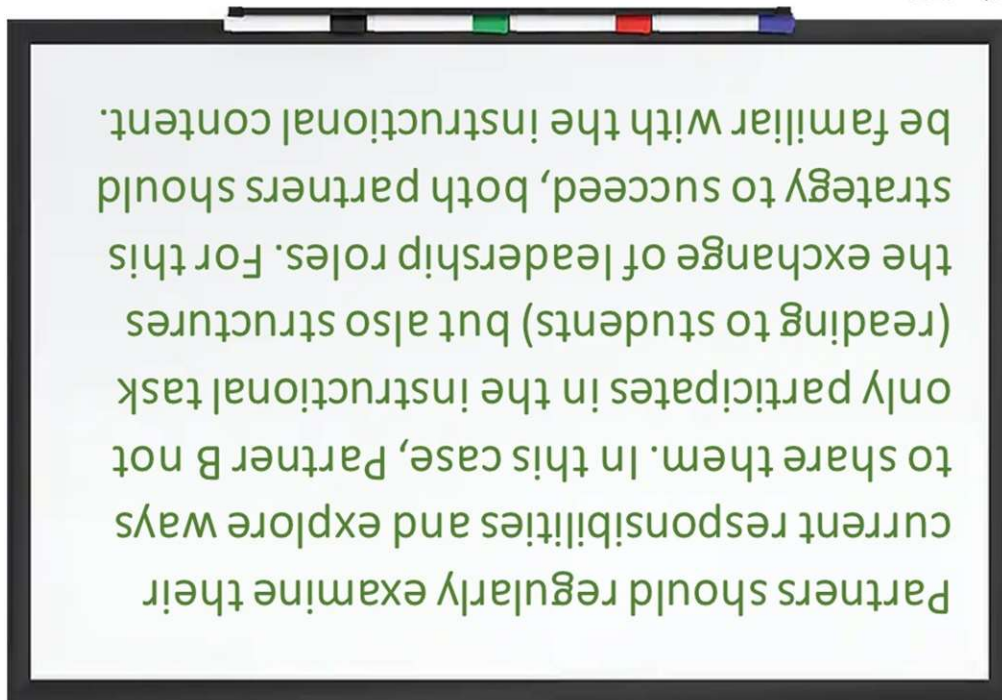 Partners should regularly examine their
current responsibilities and explore ways
to share them. In this case, Partner B not
only participates in the instructional task
(reading to students) but also structures
the exchange of leadership roles. For this
strategy to succeed, both partners should
be familiar with the instructional content.